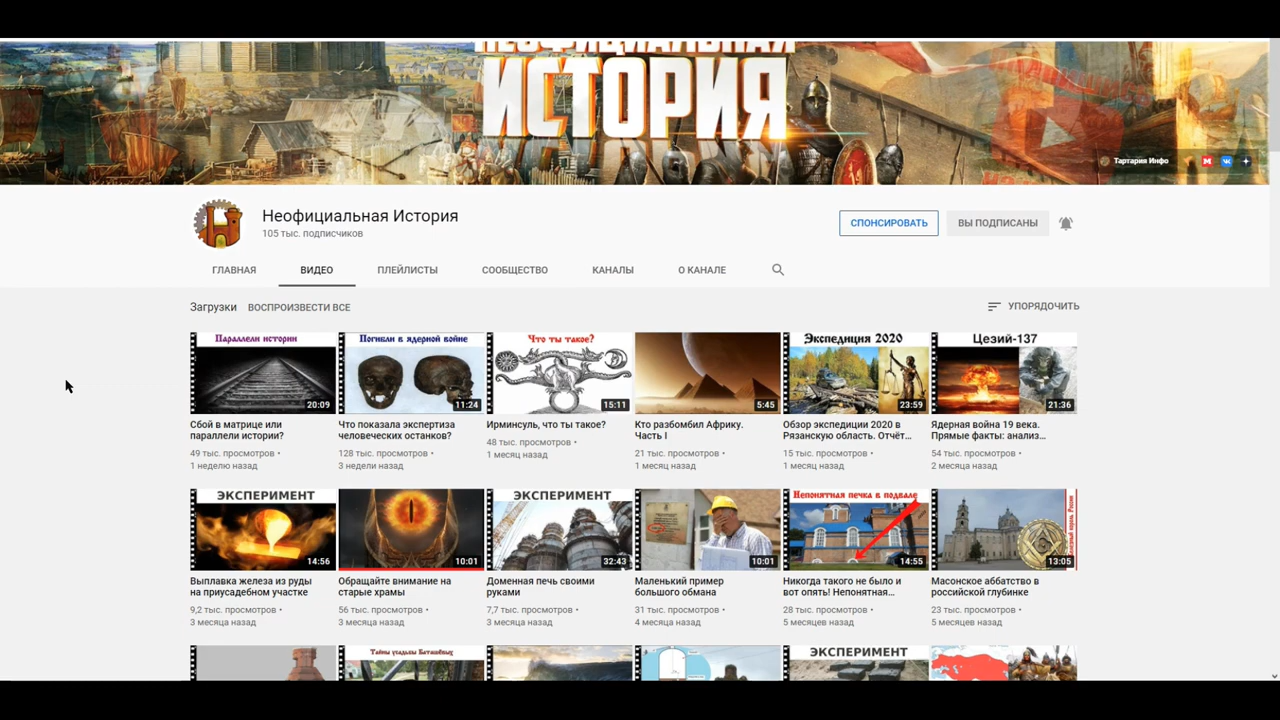 НЕОФИЦИАЛЬНАЯ
ИСТОРИЯ
Тартария Инфо
Неофициальная История
105 тыс. подписчиков
СПОНСИРОВАТЬ
ВЫ ПОДПИСАНЫ
ГЛАВНАЯ ВИДЕО ПЛЕЙЛИСТЫ СООБЩЕСТВО КАНАЛЫ О КАНАЛЕ
Загрузки ВОСПРОИЗВЕСТИ ВСЕ
УПОРЯДОЧИТЬ
Параллели истории
20:09
Сбой в матрице или
параллели истории?
49 тыс. просмотров •
1 неделю назад
Погибли в ядерной войне
11:24
Что показала экспертиза
человеческих останков?
128 тыс. просмотров •
3 недели назад
Что ты такое?
15:11
Ирминсуль, что ты такое?
48 тыс. просмотров •
1 месяц назад
5:45
Кто разбомбил Африку.
Часть I
21 тыс. просмотров •
1 месяц назад
Экспедиция 2020
23:59
Обзор экспедиции 2020 в
Рязанскую область. Отчёт...
15 тыс. просмотров •
1 месяц назад
Цезий-137
21:36
Ядерная война 19 века.
Прямые факты: анализ...
54 тыс. просмотров •
2 месяца назад
ЭКСПЕРИМЕНТ
14:56
Выплавка железа из руды
на приусадебном участке
9,2 тыс. просмотров •
3 месяца назад
10:01
Обращайте внимание на
старые храмы
56 тыс. просмотров •
3 месяца назад
ЭКСПЕРИМЕНТ
32:43
Доменная печь своими
руками
7,7 тыс. просмотров •
3 месяца назад
10:01
Маленький пример
большого обмана
31 тыс. просмотров •
4 месяца назад
Непонятная печка в подвале
14:55
Никогда такого не было и
вот опять! Непонятная...
28 тыс. просмотров •
5 месяцев назад
13:05
Масонское аббатство в
российской глубинке
23 тыс. просмотров •
5 месяцев назад
Тайны усадьбы Баташёвых
ЭКСПЕРИМЕНТ